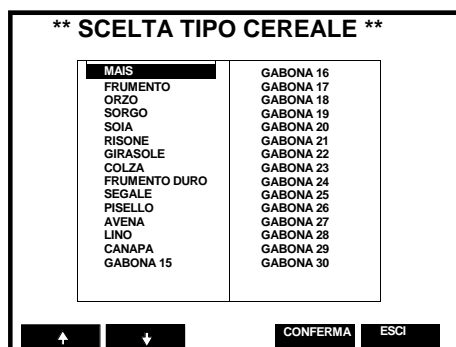 ** SCELTA TIPO CEREALE **
MAIS
FRUMENTO
ORZO
SORGO
SOIA
RISONE
GIRASOLE
COLZA
FRUMENTO DURO
SEGALE
PISELLO
AVENA
LINO
CANAPA
GABONA 15
GABONA 16
GABONA 17
GABONA 18
GABONA 19
GABONA 20
GABONA 21
GABONA 22
GABONA 23
GABONA 24
GABONA 25
GABONA 26
GABONA 27
GABONA 28
GABONA 29
GABONA 30
CONFERMA ESCI